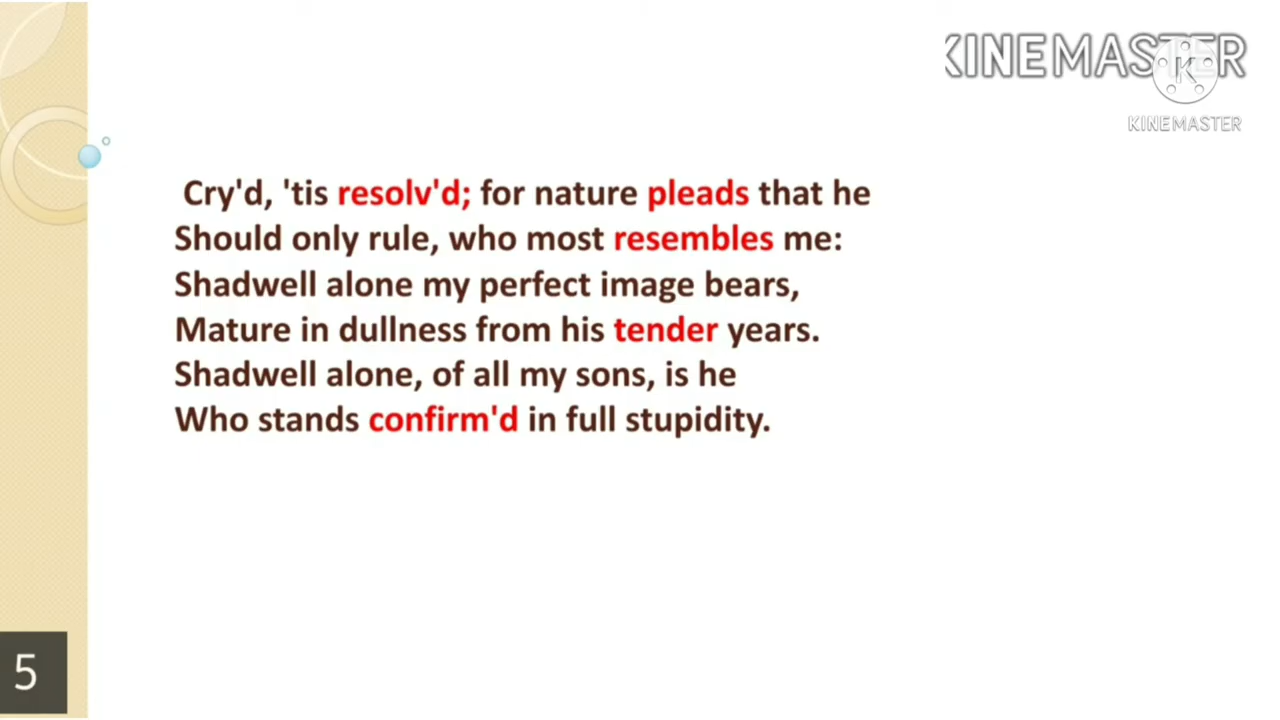 KINEMASTER
K
KINEMASTER
Cry'd, 'tis resolv'd; for nature pleads that he
Should only rule, who most resembles me:
Shadwell alone my perfect image bears,
Mature in dullness from his tender years.
Shadwell alone, of all my sons, is he
Who stands confirm'd in full stupidity.
5